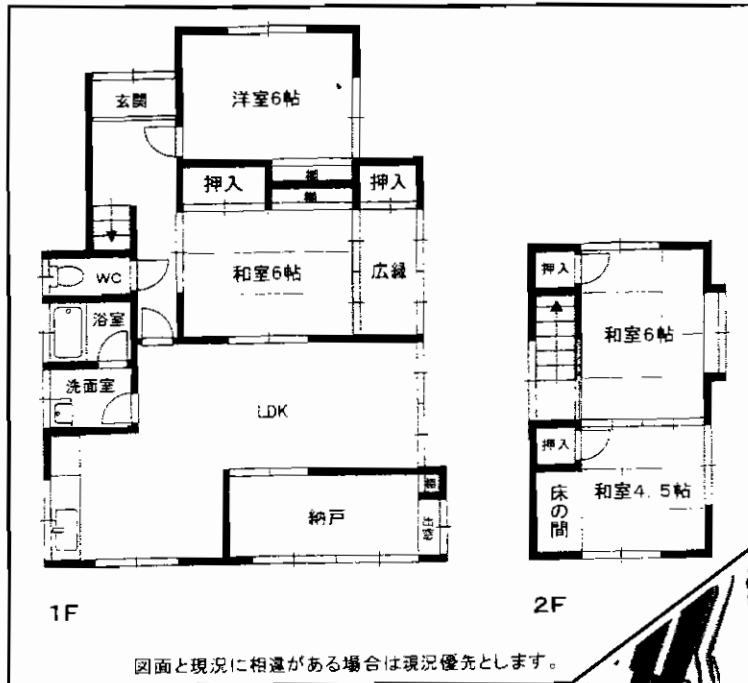 洋室6帖
玄関
押入
棚
押入
棚
和室6帖
広縁
WC
浴室
洗面室
LDK
納戸
棚
1F
押入
和室6帖
押入
床の間
和室4.5帖
2F
図面と現況に相違がある場合は現況優先とします。